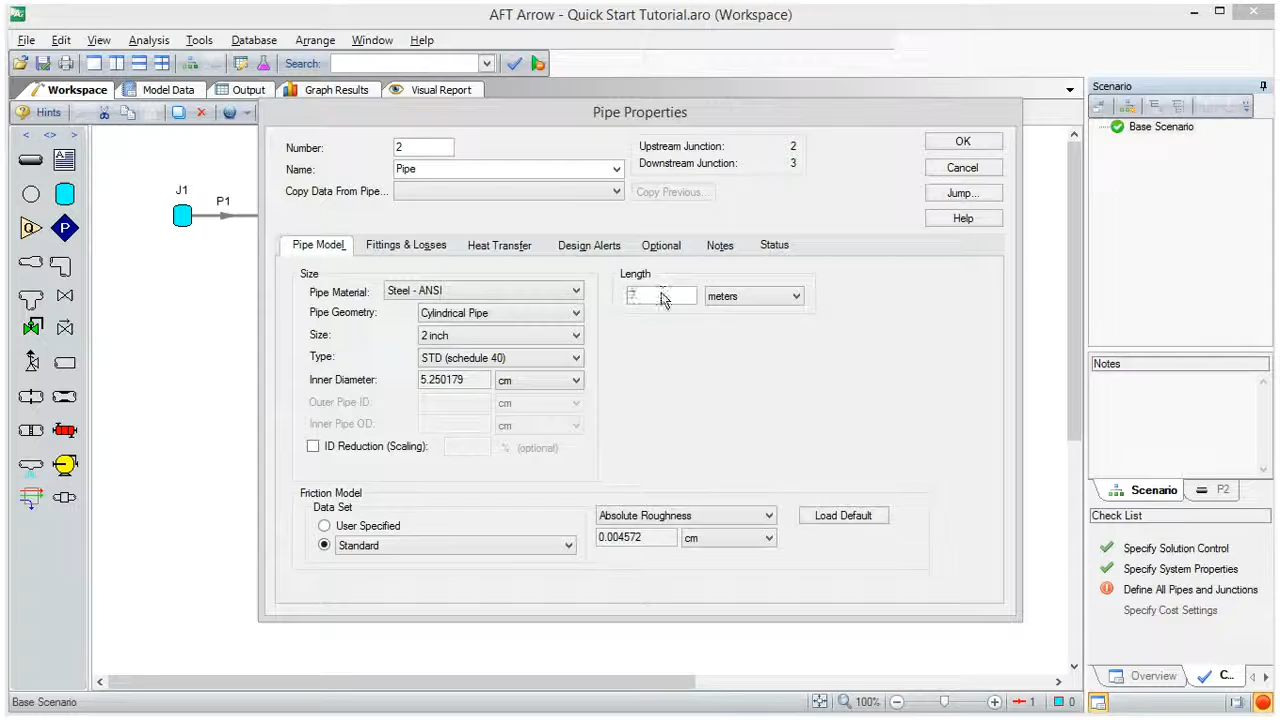 AFT Arrow - Quick Start Tutorial.aro (Workspace)
File Edit View Analysis Tools Database Arrange Window Help
Search:
Workspace Model Data Output Graph Results Visual Report
Hints
Scenario
Base Scenario
J1
P1
Pipe Properties
Number: 2
Name: Pipe
Copy Data From Pipe...
Copy Previous...
Upstream Junction: 2
Downstream Junction: 3
OK
Cancel
Jump...
Help
Pipe Model Fittings & Losses Heat Transfer Design Alerts Optional Notes Status
Size
Pipe Material: Steel - ANSI
Pipe Geometry: Cylindrical Pipe
Size: 2 inch
Type: STD (schedule 40)
Inner Diameter: 5.250179 cm
Outer Pipe ID: cm
Inner Pipe OD: cm
ID Reduction (Scaling): % (optional)
Length
meters
Friction Model
Data Set
User Specified
Standard
Absolute Roughness
0.004572 cm
Load Default
Notes
Scenario P2
Check List
Specify Solution Control
Specify System Properties
Define All Pipes and Junctions
Specify Cost Settings
Overview C...
Base Scenario
100%
1
0